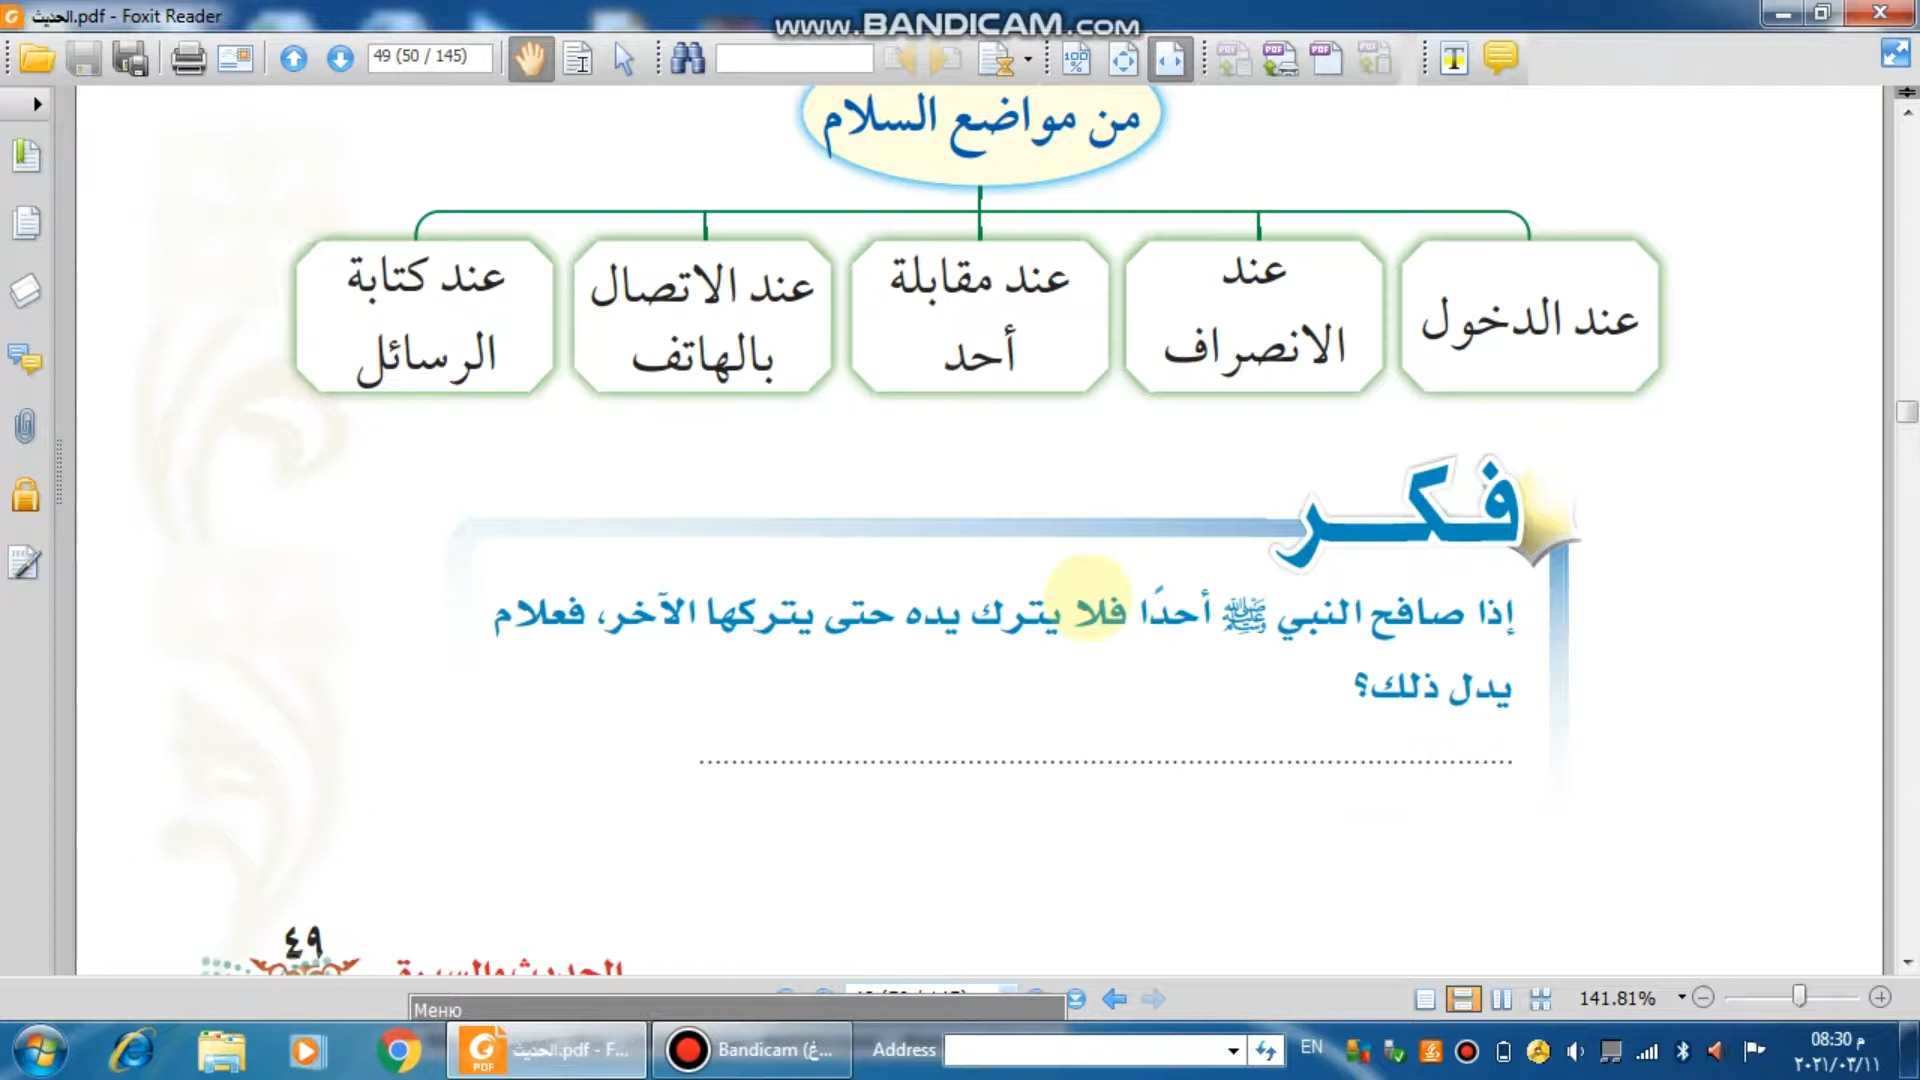 الحديث.pdf - Foxit Reader
www.BANDICAM.com
49 (50 / 145)
من مواضع السلام
عند الدخول
عند
الانصراف
عند مقابلة
أحد
عند الاتصال
بالهاتف
عند كتابة
الرسائل
فكر
إذا صافح النبي ﷺ أحدًا فلا يترك يده حتى يتركها الآخر، فعلام
يدل ذلك؟
٤٩
الحديث والسيرة
141.81%
Меню
الحديث.pdf - F...
Bandicam (غ...
Address
EN
08:30 م
٢٠٢١/٠٣/١١